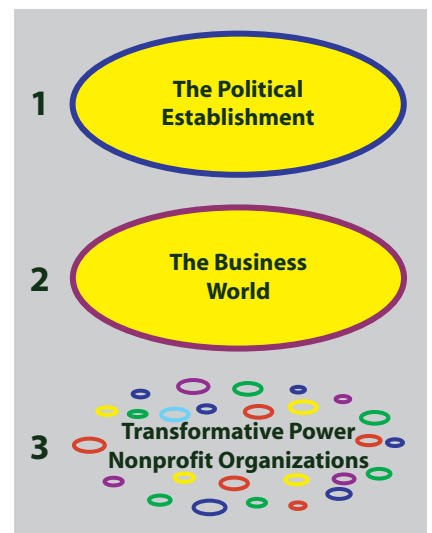 1
The Political
Establishment
2
The Business
World
3
Transformative Power
Nonprofit Organizations